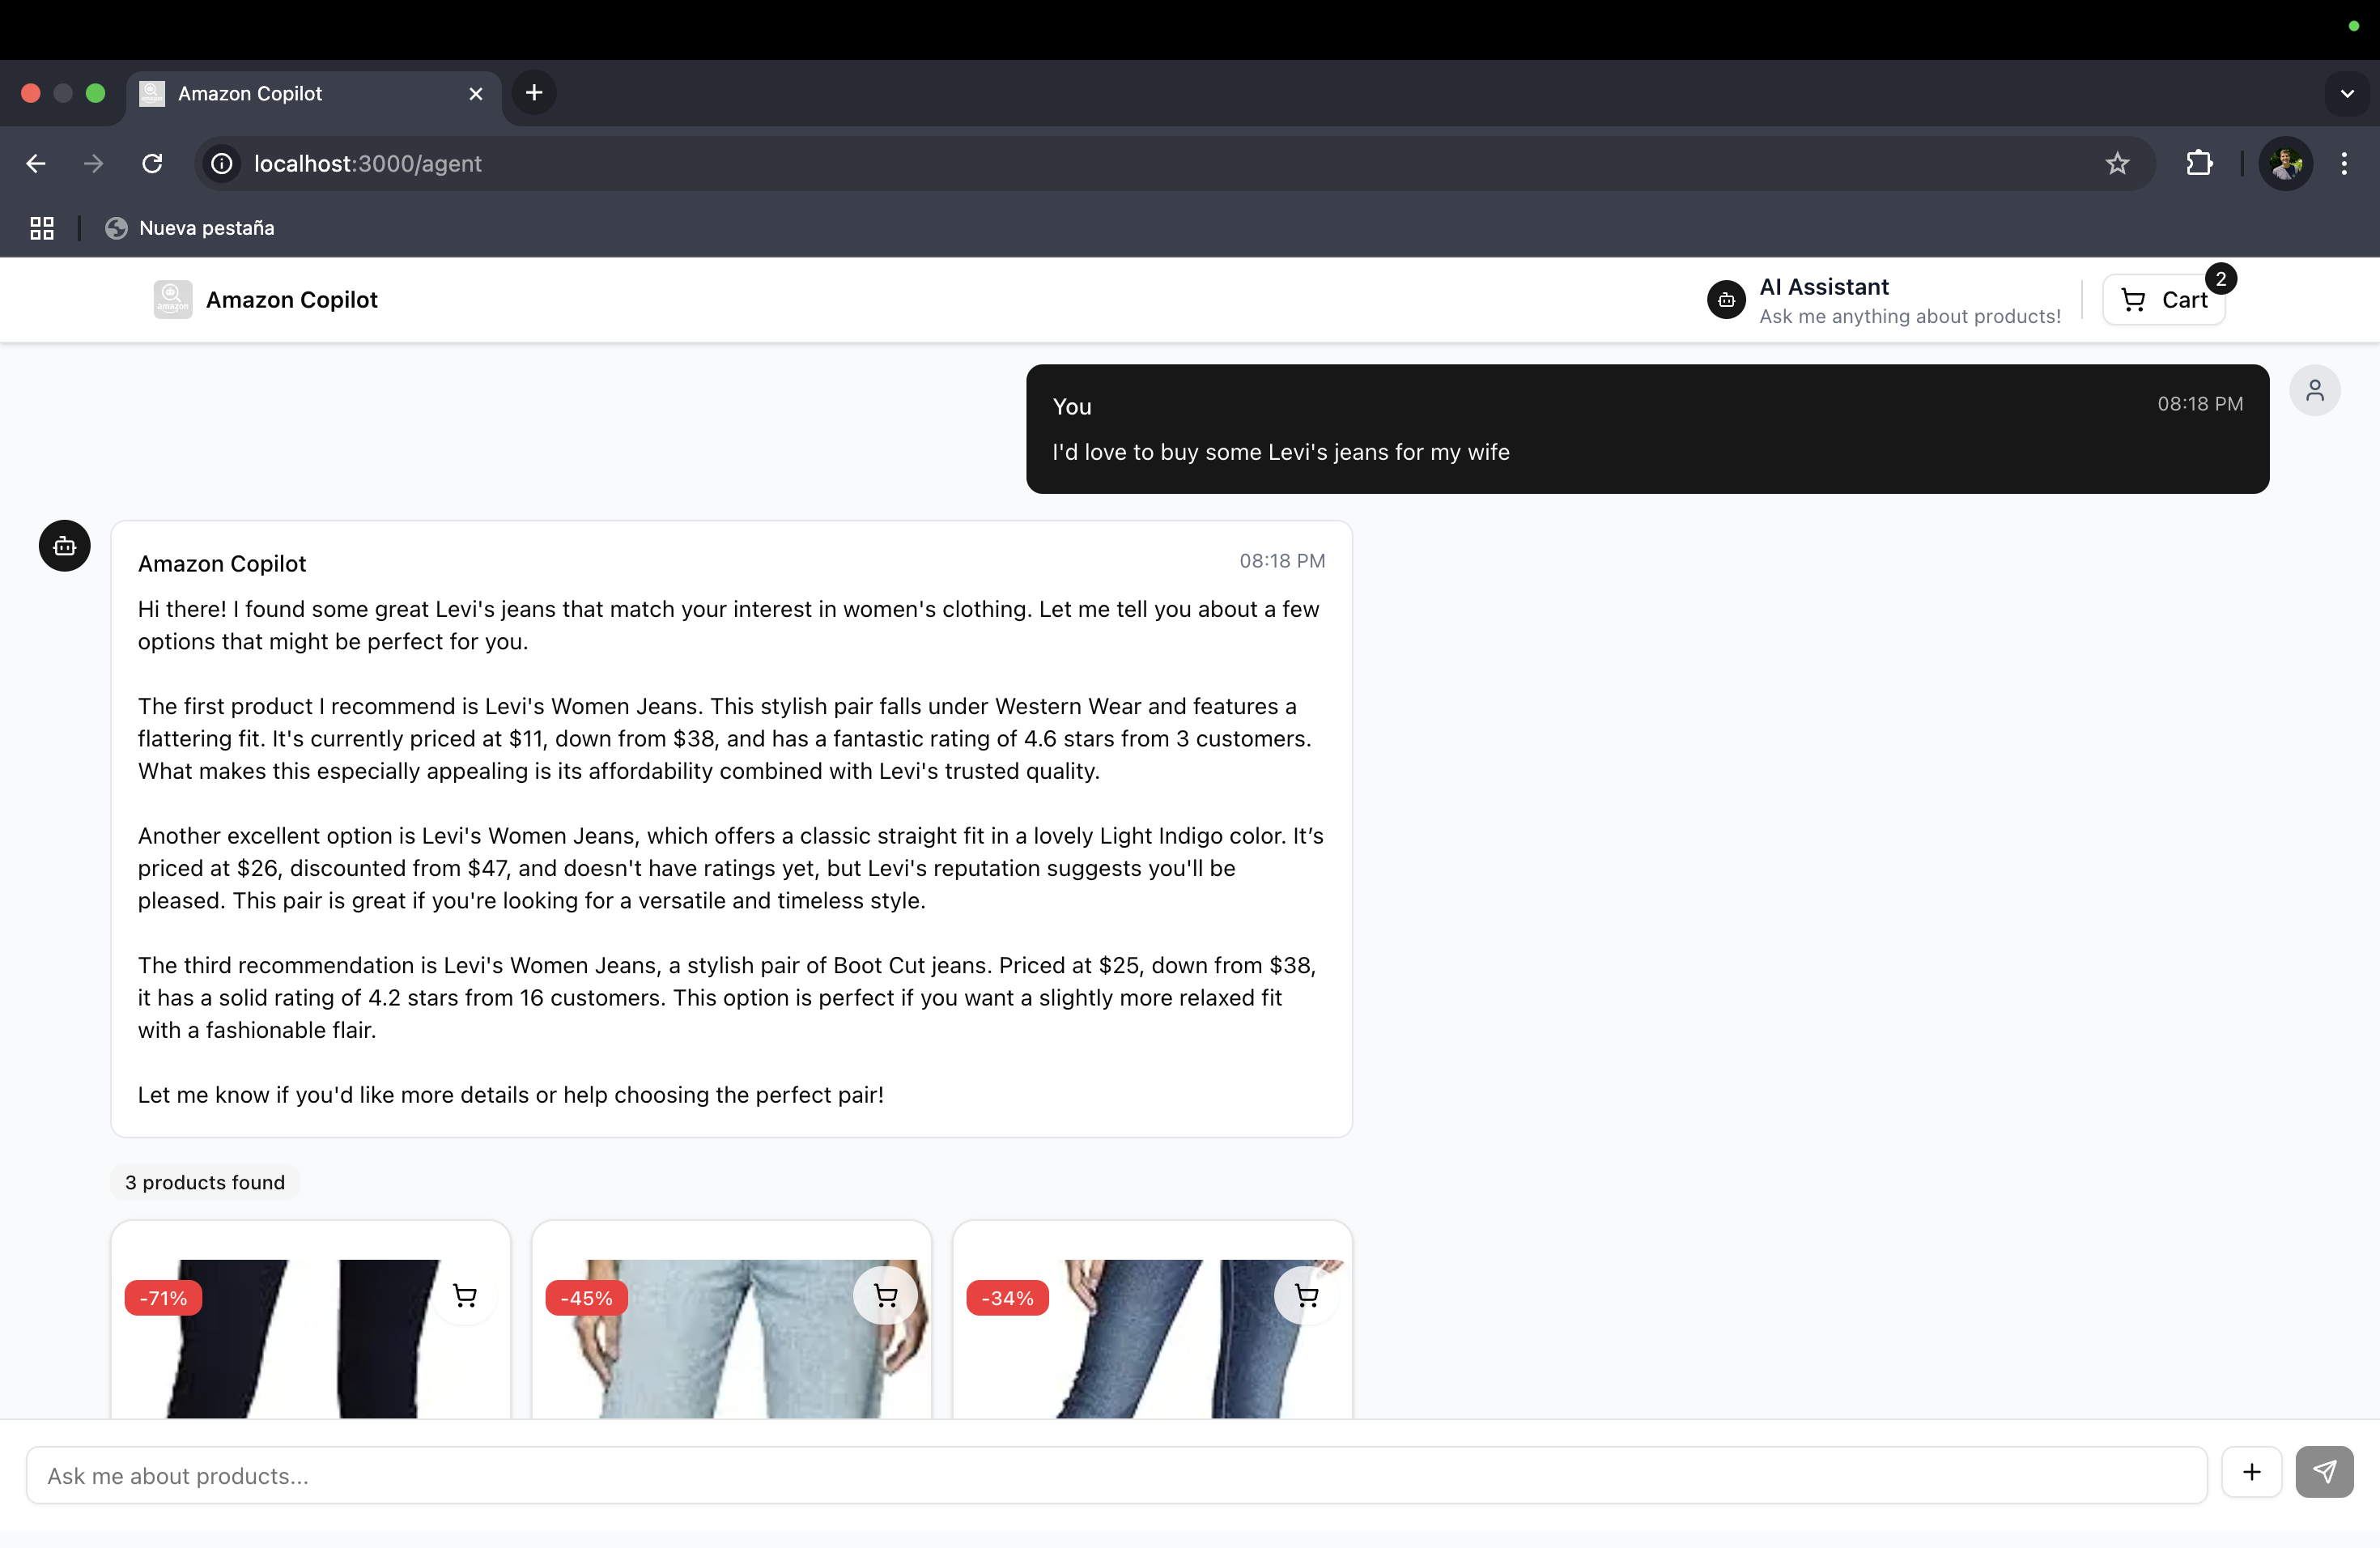 Amazon Copilot
localhost:3000/agent
Nueva pestaña
amazon
Amazon Copilot
AI Assistant
Ask me anything about products!
Cart
2
You
08:18 PM
I'd love to buy some Levi's jeans for my wife
Amazon Copilot
08:18 PM
Hi there! I found some great Levi's jeans that match your interest in women's clothing. Let me tell you about a few
options that might be perfect for you.
The first product I recommend is Levi's Women Jeans. This stylish pair falls under Western Wear and features a
flattering fit. It's currently priced at $11, down from $38, and has a fantastic rating of 4.6 stars from 3 customers.
What makes this especially appealing is its affordability combined with Levi's trusted quality.
Another excellent option is Levi's Women Jeans, which offers a classic straight fit in a lovely Light Indigo color. It’s
priced at $26, discounted from $47, and doesn't have ratings yet, but Levi's reputation suggests you'll be
pleased. This pair is great if you're looking for a versatile and timeless style.
The third recommendation is Levi's Women Jeans, a stylish pair of Boot Cut jeans. Priced at $25, down from $38,
it has a solid rating of 4.2 stars from 16 customers. This option is perfect if you want a slightly more relaxed fit
with a fashionable flair.
Let me know if you'd like more details or help choosing the perfect pair!
3 products found
-71%
-45%
-34%
Ask me about products...